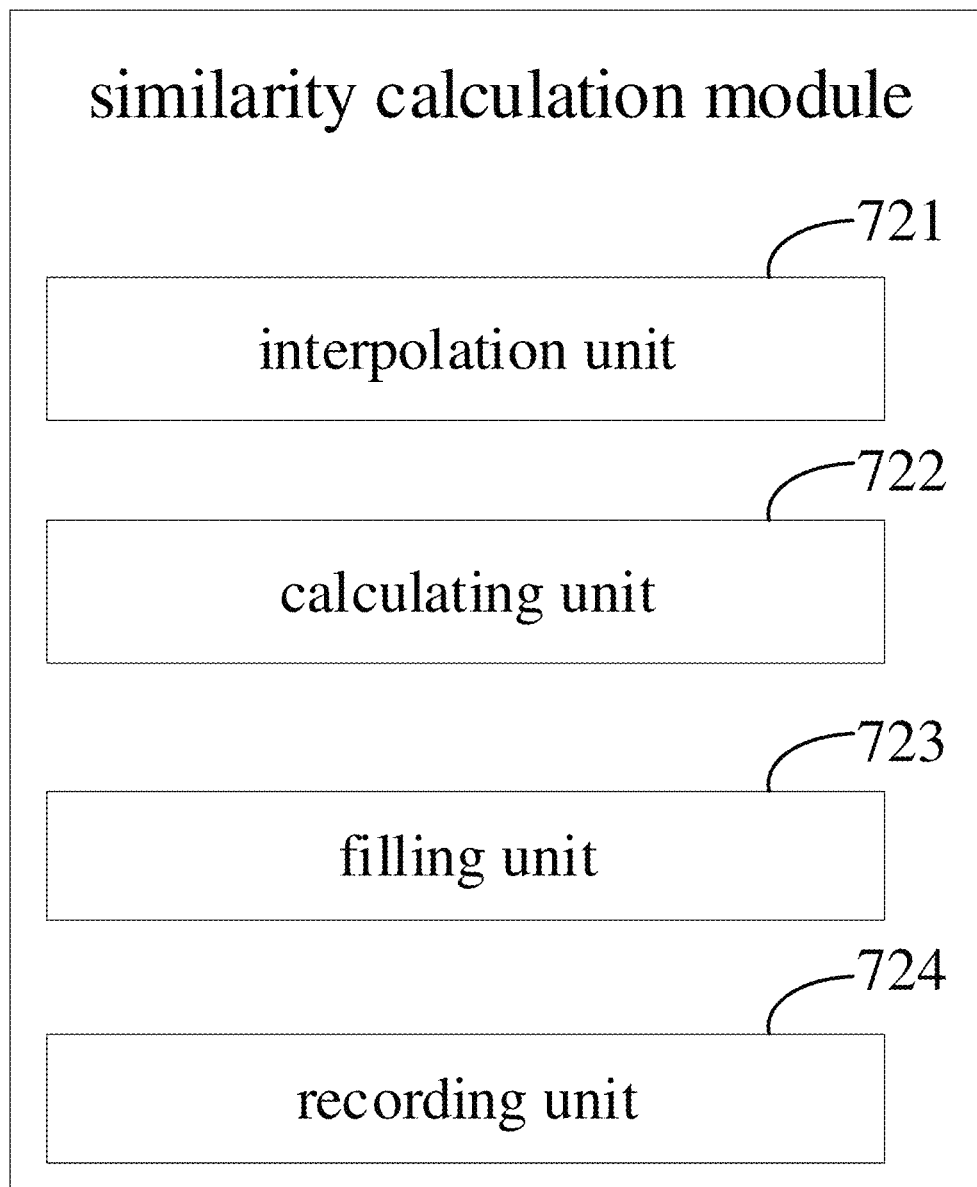 similarity calculation module
721
interpolation unit
722
calculating unit
723
filling unit
724
recording unit